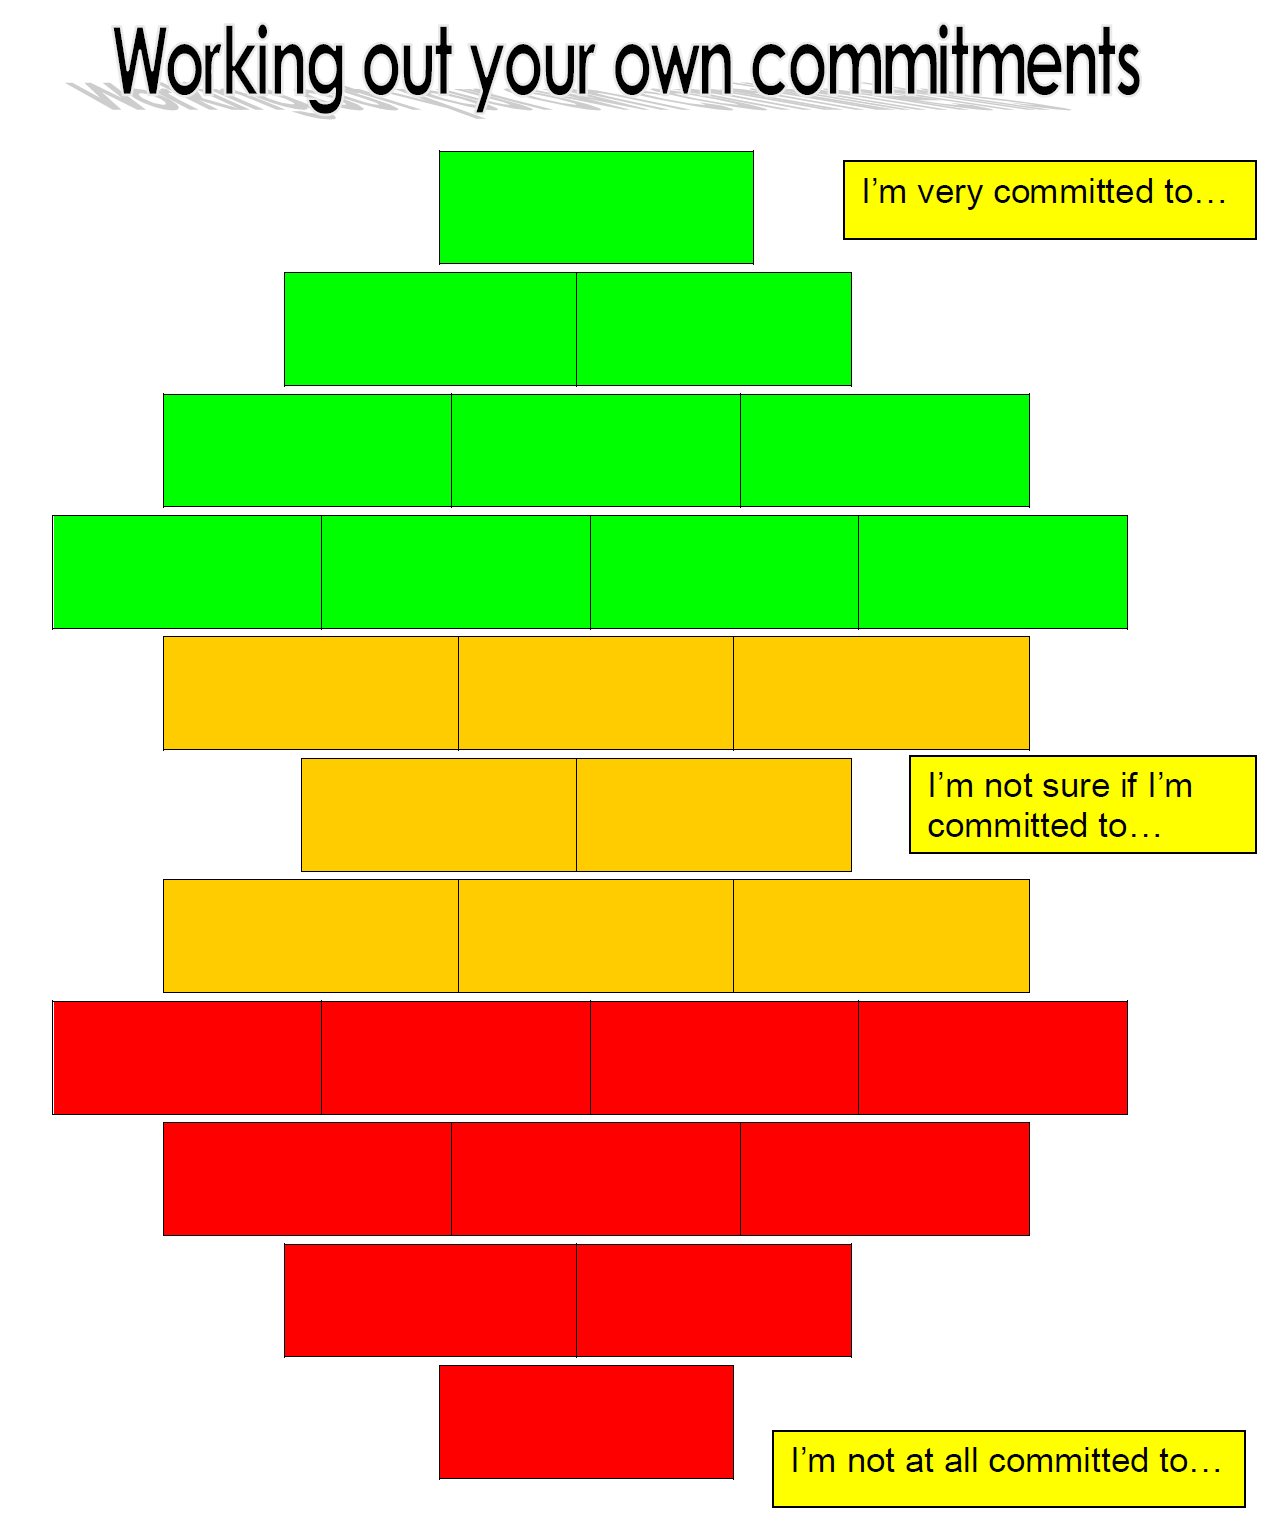 Working out your own commitments
I’m very committed to…
I’m not sure if I’m
committed to…
I’m not at all committed to…